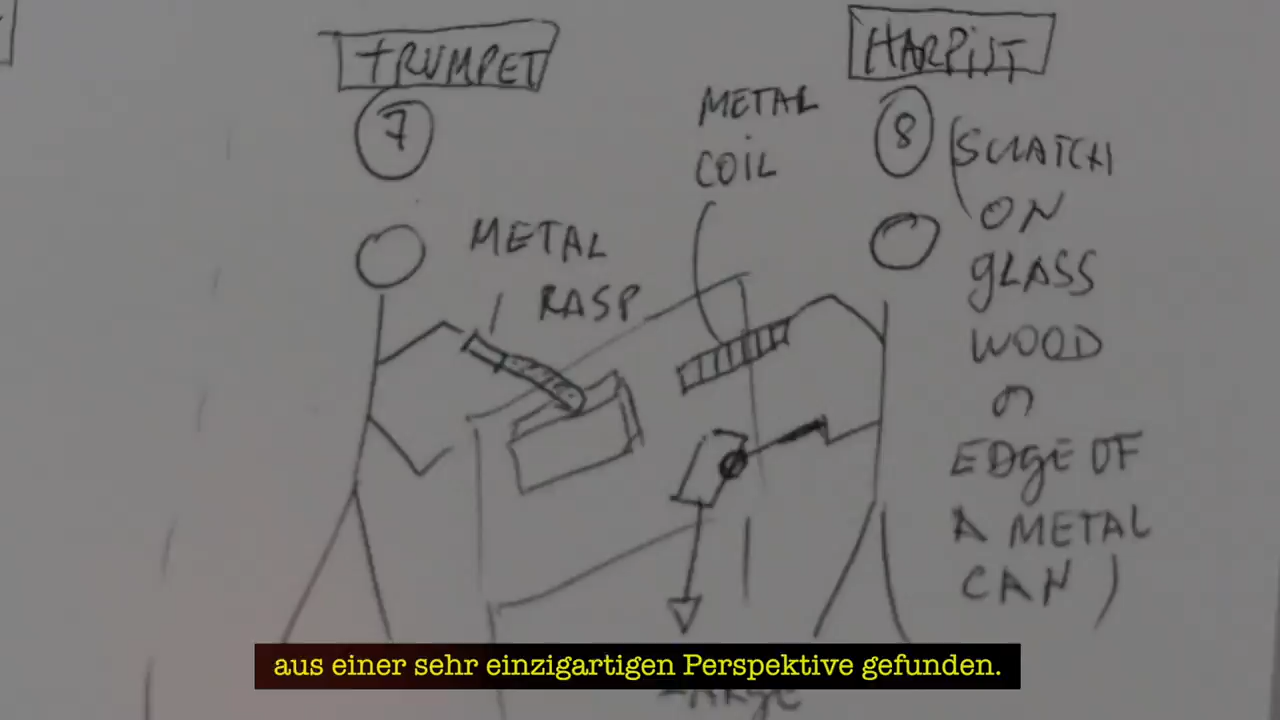 TRUMPET
7
METAL
RASP
METAL
COIL
HARPIST
8
(SCRATCH
ON
GLASS
WOOD
OR
EDGE OF
A METAL
CAN)
aus einer sehr einzigartigen Perspektive gefunden.